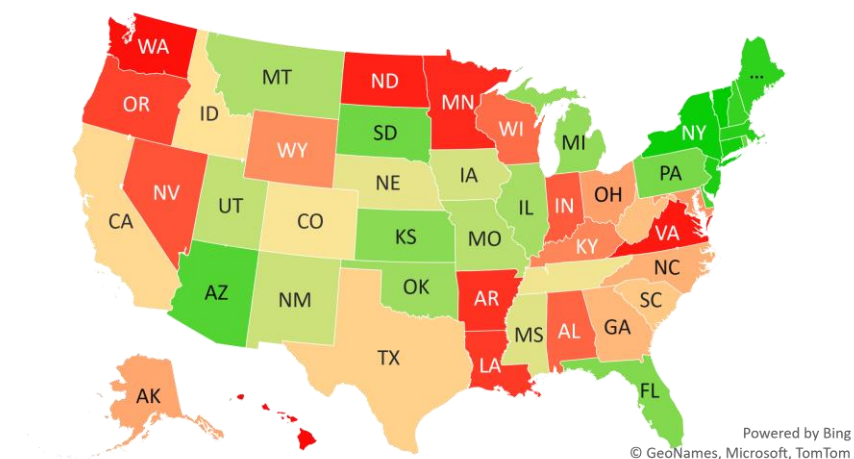 WA
MT
ND
MN
OR
ID
SD
WI
MI
...
NY
WY
NE
IA
PA
NV
UT
CO
IL
IN
OH
CA
KS
MO
KY
VA
AZ
NM
OK
AR
NC
SC
TX
MS
AL
GA
LA
AK
FL
Powered by Bing
© GeoNames, Microsoft, TomTom